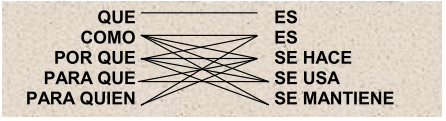 QUE ES
COMO ES
POR QUE SE HACE
PARA QUE SE USA
PARA QUIEN SE MANTIENE